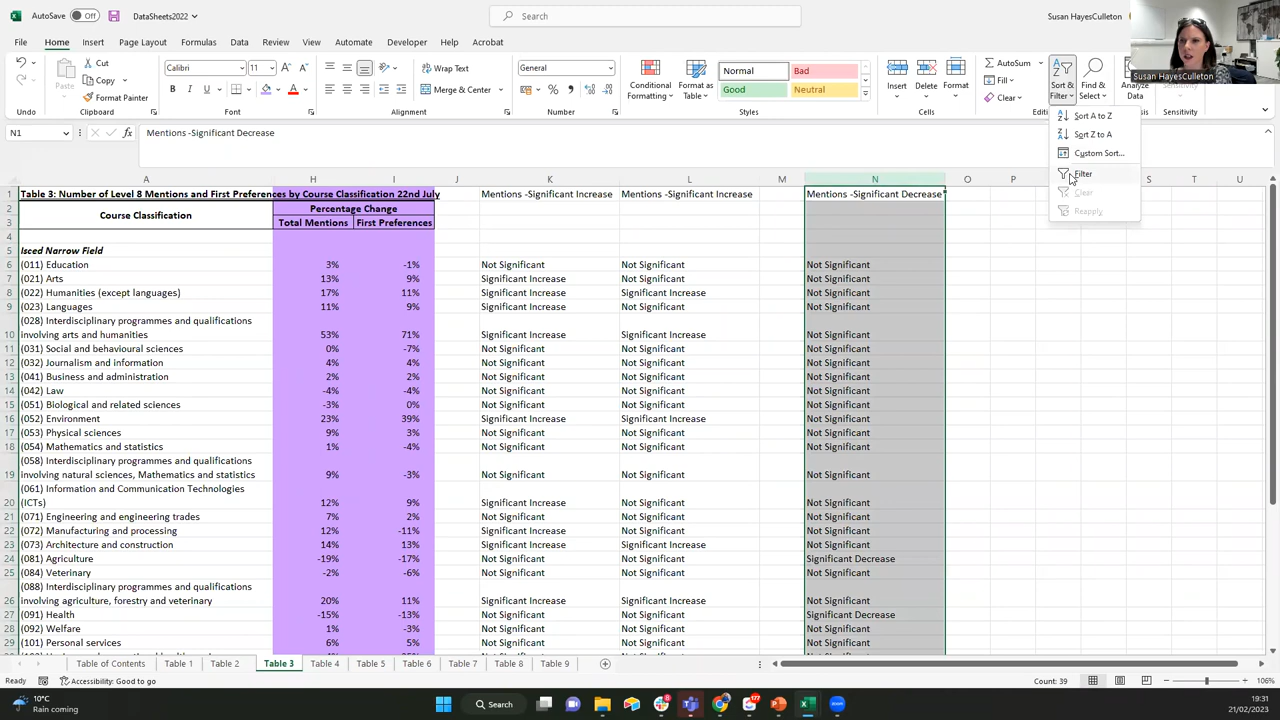 AutoSave Off DataSheets2022 Search Susan HayesCulleton
File Home Insert Page Layout Formulas Data Review View Automate Developer Help Acrobat
Undo Paste Cut Copy Format Painter Clipboard
Calibri 11 Font
Wrap Text Merge & Center Alignment
General Number
Conditional Formatting Format as Table Normal Bad Good Neutral Styles
Insert Delete Format Cells
AutoSum Fill Clear Sort & Filter Find & Select
Analyze Data Sensitivity
Susan HayesCulleton
Sort A to Z
Sort Z to A
Custom Sort...
Filter
Clear
Reapply
N1 fx Mentions -Significant Decrease
A H I J K L M N O P S T U
1 Table 3: Number of Level 8 Mentions and First Preferences by Course Classification 22nd July Mentions -Significant Increase Mentions -Significant Increase Mentions -Significant Decrease
2 Course Classification Percentage Change
3 Total Mentions First Preferences
4
5 Isced Narrow Field
6 (011) Education 3% -1% Not Significant Not Significant Not Significant
7 (021) Arts 13% 9% Significant Increase Not Significant Not Significant
8 (022) Humanities (except languages) 17% 11% Significant Increase Significant Increase Not Significant
9 (023) Languages 11% 9% Significant Increase Not Significant Not Significant
(028) Interdisciplinary programmes and qualifications
10 involving arts and humanities 53% 71% Significant Increase Significant Increase Not Significant
11 (031) Social and behavioural sciences 0% -7% Not Significant Not Significant Not Significant
12 (032) Journalism and information 4% 4% Not Significant Not Significant Not Significant
13 (041) Business and administration 2% 2% Not Significant Not Significant Not Significant
14 (042) Law -4% -4% Not Significant Not Significant Not Significant
15 (051) Biological and related sciences -3% 0% Not Significant Not Significant Not Significant
16 (052) Environment 23% 39% Significant Increase Significant Increase Not Significant
17 (053) Physical sciences 9% 3% Not Significant Not Significant Not Significant
18 (054) Mathematics and statistics 1% -4% Not Significant Not Significant Not Significant
(058) Interdisciplinary programmes and qualifications
19 involving natural sciences, Mathematics and statistics 9% -3% Not Significant Not Significant Not Significant
(061) Information and Communication Technologies
20 (ICTs) 12% 9% Significant Increase Not Significant Not Significant
21 (071) Engineering and engineering trades 7% 2% Not Significant Not Significant Not Significant
22 (072) Manufacturing and processing 12% -11% Significant Increase Not Significant Not Significant
23 (073) Architecture and construction 14% 13% Significant Increase Significant Increase Not Significant
24 (081) Agriculture -19% -17% Not Significant Not Significant Significant Decrease
25 (084) Veterinary -2% -6% Not Significant Not Significant Not Significant
(088) Interdisciplinary programmes and qualifications
26 involving agriculture, forestry and veterinary 20% 11% Significant Increase Significant Increase Not Significant
27 (091) Health -15% -13% Not Significant Not Significant Significant Decrease
28 (092) Welfare 1% -3% Not Significant Not Significant Not Significant
29 (101) Personal services 6% 5% Not Significant Not Significant Not Significant
Table of Contents Table 1 Table 2 Table 3 Table 4 Table 5 Table 6 Table 7 Table 8 Table 9
Ready Accessibility: Good to go Count: 39 106%
10°C
Rain coming
Search
19:31
21/02/2023